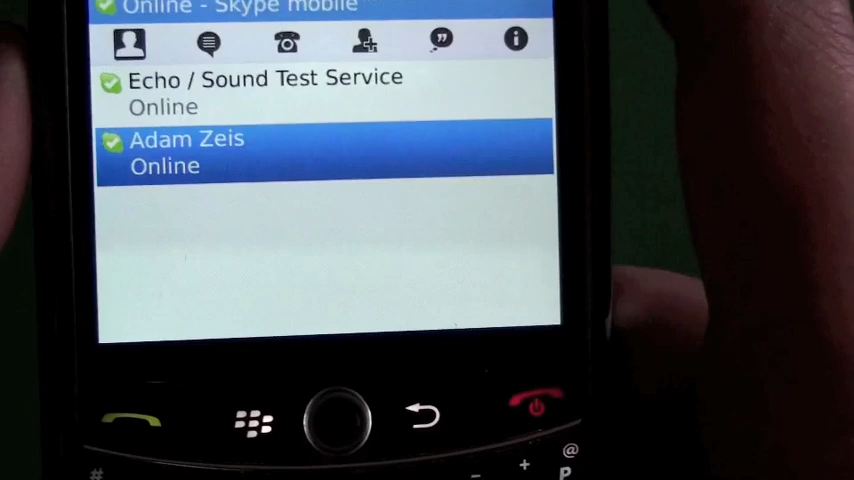 Online - Skype mobile
Echo / Sound Test Service
Online
Adam Zeis
Online
@
# - + P